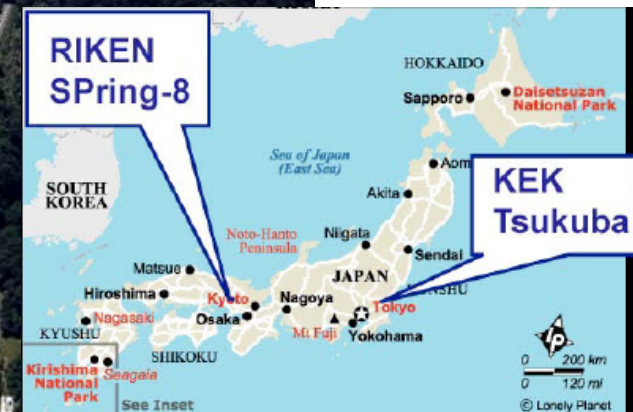 RIKEN
SPring-8
HOKKAIDO
Sapporo
Daisetsuzan
National Park
Sea of Japan
(East Sea)
SOUTH
KOREA
Aom
Akita
KEK
Tsukuba
Noto-Hanto
Peninsula
Niigata
Sendai
Matsue
JAPAN
NSHU
Hiroshima
Kyoto
Nagoya
Tokyo
Nagasaki
Osaka
Mt Fuji
Yokohama
KYUSHU
SHIKOKU
Kirishima
National
Park
Seagaia
See Inset
0 200 km
0 120 mi
© Lonely Planet